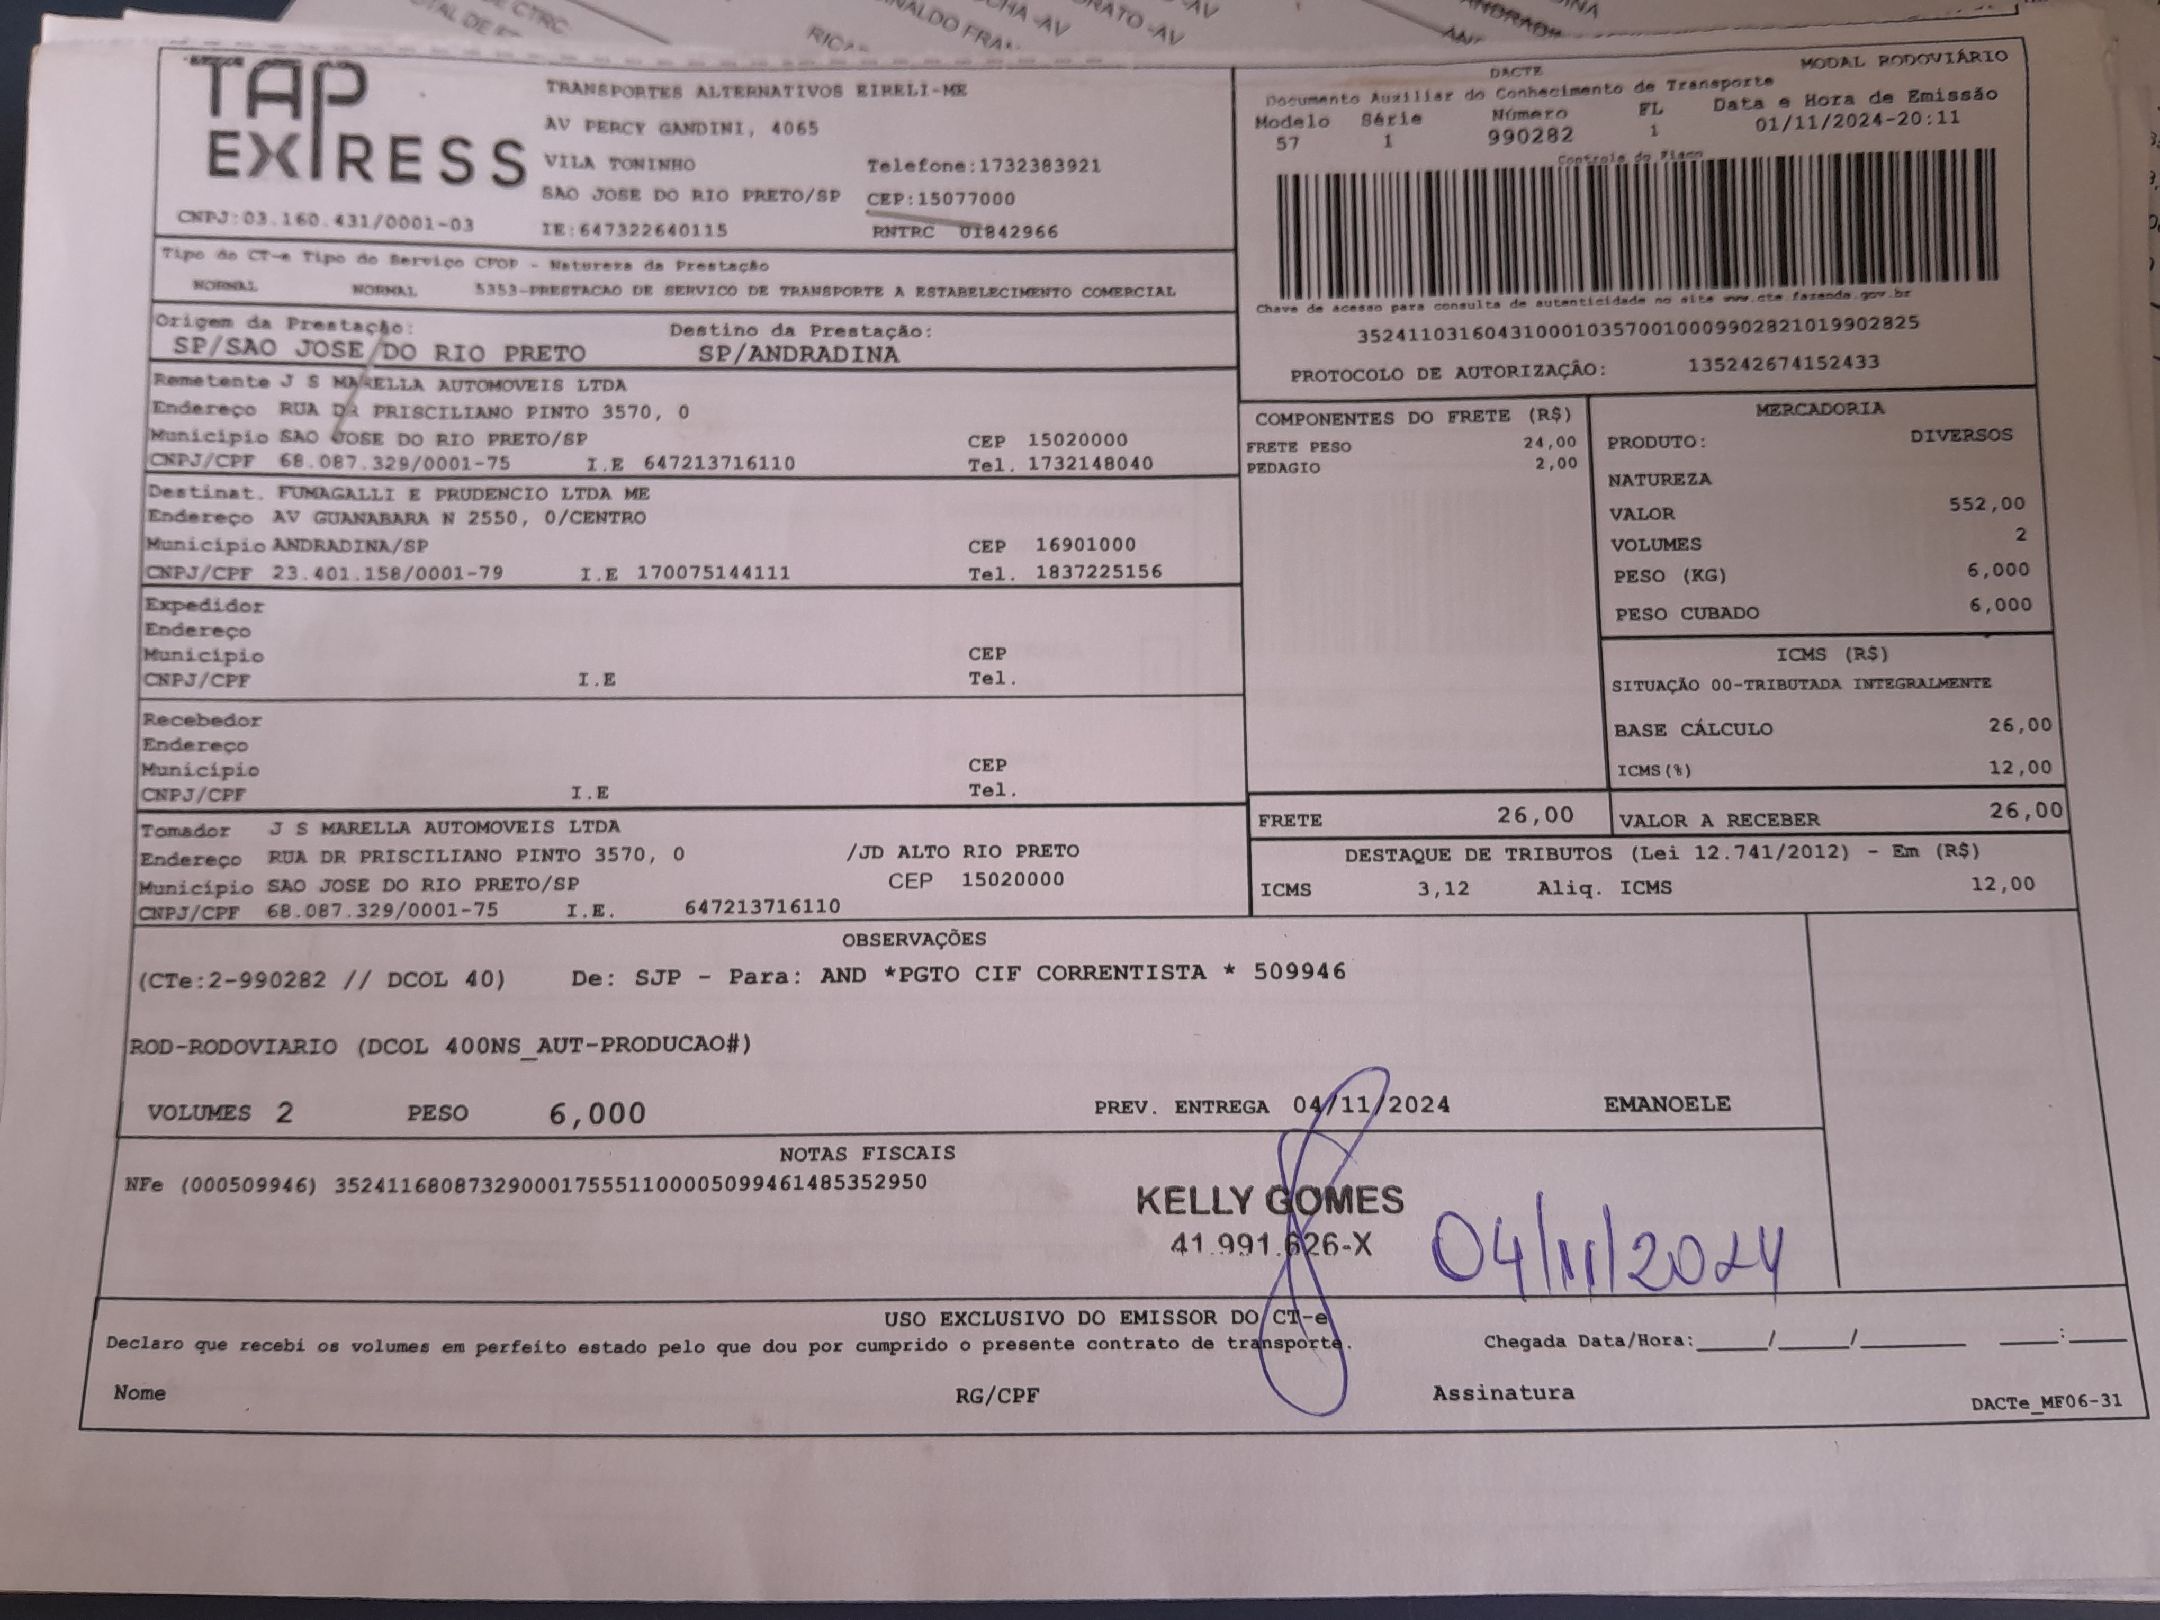 TAP EXPRESS
TRANSPORTES ALTERNATIVOS EIRELI-ME
AV PERCY GANDINI, 4065
VILA TONINHO Telefone:1732383921
SAO JOSE DO RIO PRETO/SP CEP:15077000
CNPJ:03.160.431/0001-03 IE:647322640115 RNTRC 01842966
DACTE MODAL RODOVIÁRIO
Documento Auxiliar do Conhecimento de Transporte
Modelo Série Número FL Data e Hora de Emissão
57 1 990282 1 01/11/2024-20:11
Controle do Fisco
Chave de acesso para consulta de autenticidade no site www.cte.fazenda.gov.br
35241103160431000103570010009902821019902825
PROTOCOLO DE AUTORIZAÇÃO: 135242674152433
Tipo do CT-e Tipo do Serviço CFOP - Natureza da Prestação
NORMAL NORMAL 5353-PRESTACAO DE SERVICO DE TRANSPORTE A ESTABELECIMENTO COMERCIAL
Origem da Prestação: Destino da Prestação:
SP/SAO JOSE DO RIO PRETO SP/ANDRADINA
Remetente J S MARELLA AUTOMOVEIS LTDA
Endereço RUA DR PRISCILIANO PINTO 3570, 0
Município SAO JOSE DO RIO PRETO/SP CEP 15020000
CNPJ/CPF 68.087.329/0001-75 I.E 647213716110 Tel. 1732148040
Destinat. FUMAGALLI E PRUDENCIO LTDA ME
Endereço AV GUANABARA N 2550, 0/CENTRO
Município ANDRADINA/SP CEP 16901000
CNPJ/CPF 23.401.158/0001-79 I.E 170075144111 Tel. 1837225156
Expedidor
Endereço
Município CEP
CNPJ/CPF I.E Tel.
Recebedor
Endereço
Município CEP
CNPJ/CPF I.E Tel.
Tomador J S MARELLA AUTOMOVEIS LTDA
Endereço RUA DR PRISCILIANO PINTO 3570, 0 /JD ALTO RIO PRETO
Município SAO JOSE DO RIO PRETO/SP CEP 15020000
CNPJ/CPF 68.087.329/0001-75 I.E. 647213716110
COMPONENTES DO FRETE (R$)
FRETE PESO 24,00
PEDAGIO 2,00
MERCADORIA
PRODUTO: DIVERSOS
NATUREZA
VALOR 552,00
VOLUMES 2
PESO (KG) 6,000
PESO CUBADO 6,000
ICMS (R$)
SITUAÇÃO 00-TRIBUTADA INTEGRALMENTE
BASE CÁLCULO 26,00
ICMS(%) 12,00
FRETE 26,00 VALOR A RECEBER 26,00
DESTAQUE DE TRIBUTOS (Lei 12.741/2012) - Em (R$)
ICMS 3,12 Aliq. ICMS 12,00
OBSERVAÇÕES
(CTe:2-990282 // DCOL 40) De: SJP - Para: AND *PGTO CIF CORRENTISTA * 509946
ROD-RODOVIARIO (DCOL 400NS_AUT-PRODUCAO#)
VOLUMES 2 PESO 6,000 PREV. ENTREGA 04/11/2024 EMANOELE
NOTAS FISCAIS
NFe (000509946) 35241168087329000175551100005099461485352950
KELLY GOMES
41.991.626-X
04/11/2024
USO EXCLUSIVO DO EMISSOR DO CT-e
Declaro que recebi os volumes em perfeito estado pelo que dou por cumprido o presente contrato de transporte. Chegada Data/Hora:_____/_____/________ ____:____
Nome RG/CPF Assinatura
DACTe_MF06-31